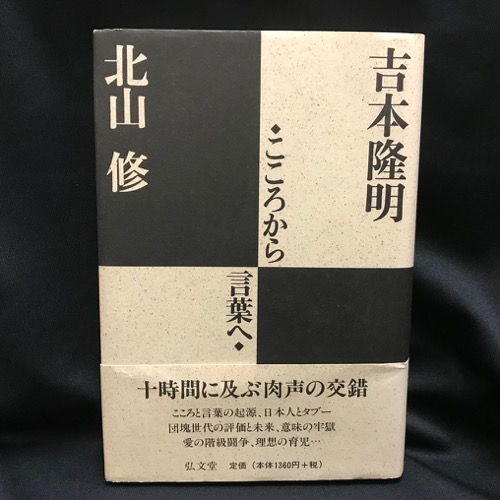 吉本隆明
・こころから
言葉へ・
北山 修
十時間に及ぶ肉声の交錯
こころと言葉の起源、日本人とタブー
団塊世代の評価と未来、意味の牢獄
愛の階級闘争、理想の育児…
弘文堂 定価(本体1360円+税)